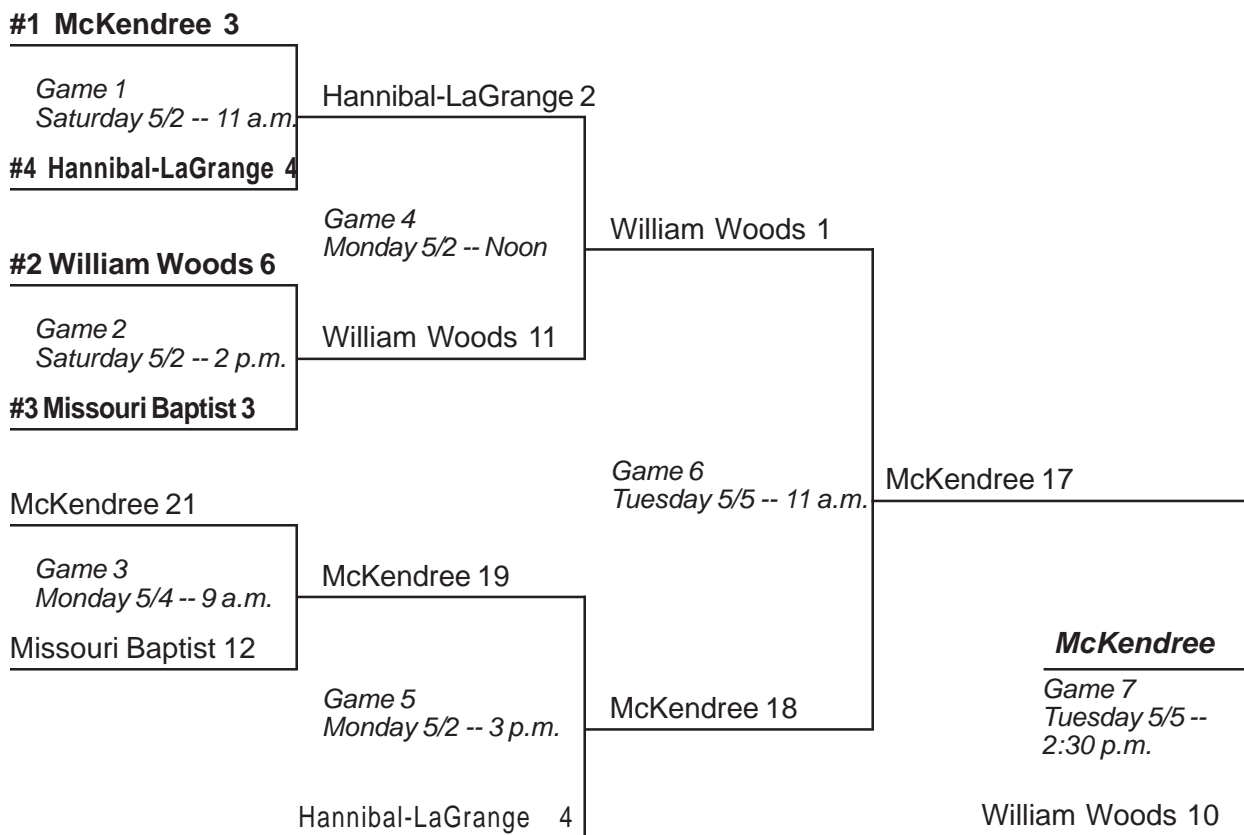 #1 McKendree 3
Game 1
Saturday 5/2 -- 11 a.m.
Hannibal-LaGrange 2
#4 Hannibal-LaGrange 4
Game 4
Monday 5/2 -- Noon
William Woods 1
#2 William Woods 6
Game 2
Saturday 5/2 -- 2 p.m.
William Woods 11
#3 Missouri Baptist 3
Game 6
Tuesday 5/5 -- 11 a.m.
McKendree 17
McKendree 21
Game 3
Monday 5/4 -- 9 a.m.
McKendree 19
Missouri Baptist 12
McKendree
Game 5
Monday 5/2 -- 3 p.m.
McKendree 18
Game 7
Tuesday 5/5 --
2:30 p.m.
Hannibal-LaGrange 4
William Woods 10